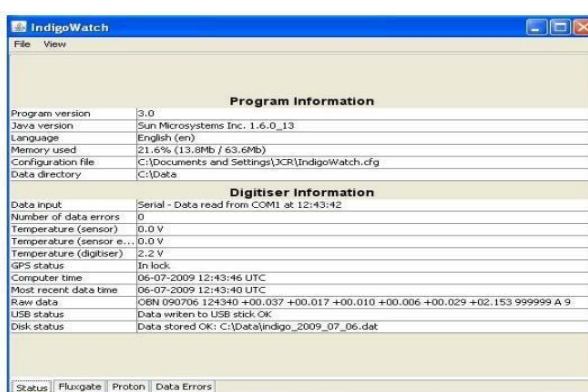 IndigoWatch
File View
Program Information
Program version 3.0
Java version Sun Microsystems Inc. 1.6.0_13
Language English (en)
Memory used 21.6% (13.8Mb / 63.6Mb)
Configuration file C:\Documents and Settings\JCR\IndigoWatch.cfg
Data directory C:\Data
Digitiser Information
Data input Serial - Data read from COM1 at 12:43:42
Number of data errors 0
Temperature (sensor) 0.0 V
Temperature (sensor e... 0.0 V
Temperature (digitiser) 2.2 V
GPS status In lock
Computer time 06-07-2009 12:43:46 UTC
Most recent data time 06-07-2009 12:43:40 UTC
Raw data OBN 090706 124340 +00.037 +00.017 +00.010 +00.006 +00.029 +02.153 999999 A 9
USB status Data writen to USB stick OK
Disk status Data stored OK: C:\Data\indigo_2009_07_06.dat
Status Fluxgate Proton Data Errors